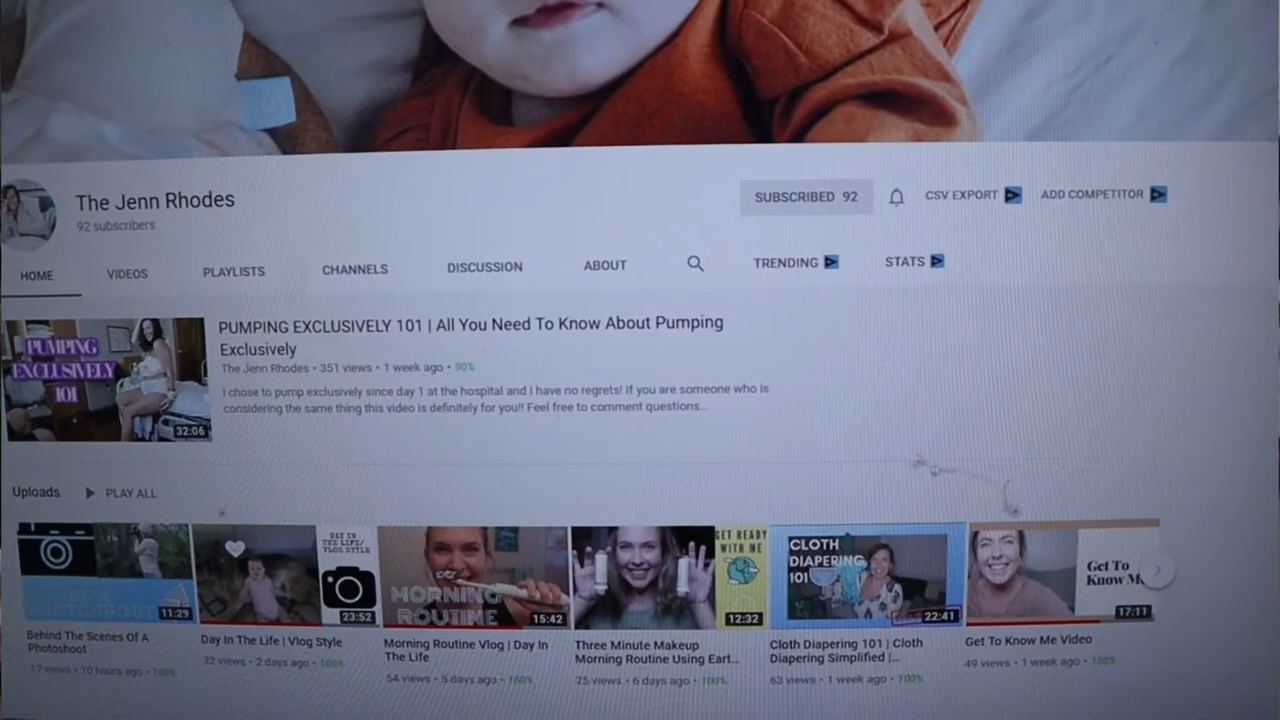 The Jenn Rhodes
92 subscribers
SUBSCRIBED 92
CSV EXPORT
ADD COMPETITOR
HOME
VIDEOS
PLAYLISTS
CHANNELS
DISCUSSION
ABOUT
TRENDING
STATS
PUMPING
EXCLUSIVELY
101
32:06
PUMPING EXCLUSIVELY 101 | All You Need To Know About Pumping
Exclusively
The Jenn Rhodes • 351 views • 1 week ago • 90%
I chose to pump exclusively since day 1 at the hospital and I have no regrets! If you are someone who is
considering the same thing this video is definitely for you!! Feel free to comment questions...
Uploads
PLAY ALL
PHOTOSHOOT
11:29
DAY IN
THE LIFE/
VLOG STYLE
23:52
MORNING
ROUTINE
15:42
GET READY
WITH ME
12:32
CLOTH
DIAPERING
101
22:41
Get To
Know M
17:11
Behind The Scenes Of A
Photoshoot
17 views • 10 hours ago • 100%
Day In The Life | Vlog Style
32 views • 2 days ago • 100%
Morning Routine Vlog | Day In
The Life
54 views • 5 days ago • 100%
Three Minute Makeup
Morning Routine Using Eart...
25 views • 6 days ago • 100%
Cloth Diapering 101 | Cloth
Diapering Simplified |...
63 views • 1 week ago • 100%
Get To Know Me Video
49 views • 1 week ago • 100%